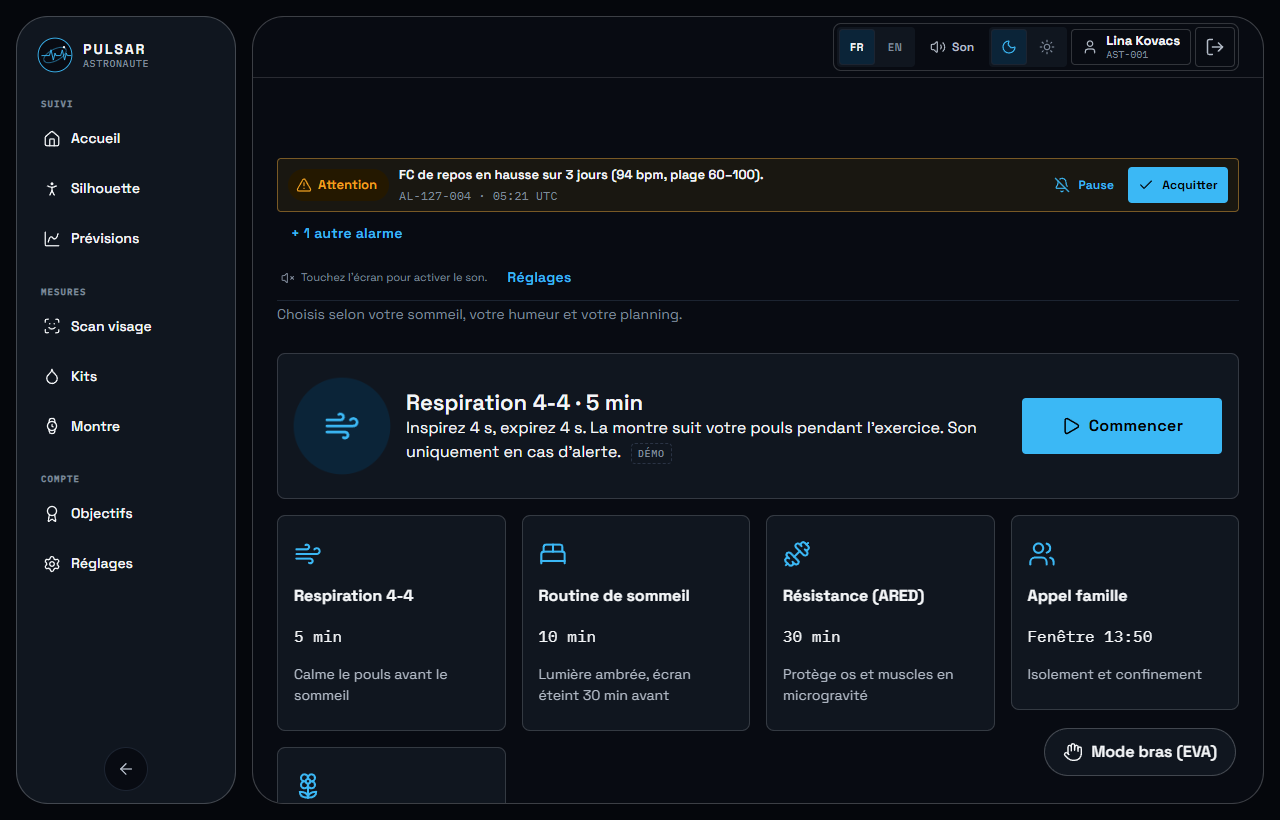 PULSAR
ASTRONAUTE
SUIVI
Accueil
Silhouette
Prévisions
MESURES
Scan visage
Kits
Montre
COMPTE
Objectifs
Réglages
FR
EN
Son
Lina Kovacs
AST-001
Attention
FC de repos en hausse sur 3 jours (94 bpm, plage 60–100).
AL-127-004 · 05:21 UTC
Pause
Acquitter
+ 1 autre alarme
Touchez l'écran pour activer le son.
Réglages
Choisis selon votre sommeil, votre humeur et votre planning.
Respiration 4-4 · 5 min
Inspirez 4 s, expirez 4 s. La montre suit votre pouls pendant l'exercice. Son
uniquement en cas d'alerte. DÉMO
Commencer
Respiration 4-4
5 min
Calme le pouls avant le
sommeil
Routine de sommeil
10 min
Lumière ambrée, écran
éteint 30 min avant
Résistance (ARED)
30 min
Protège os et muscles en
microgravité
Appel famille
Fenêtre 13:50
Isolement et confinement
Mode bras (EVA)